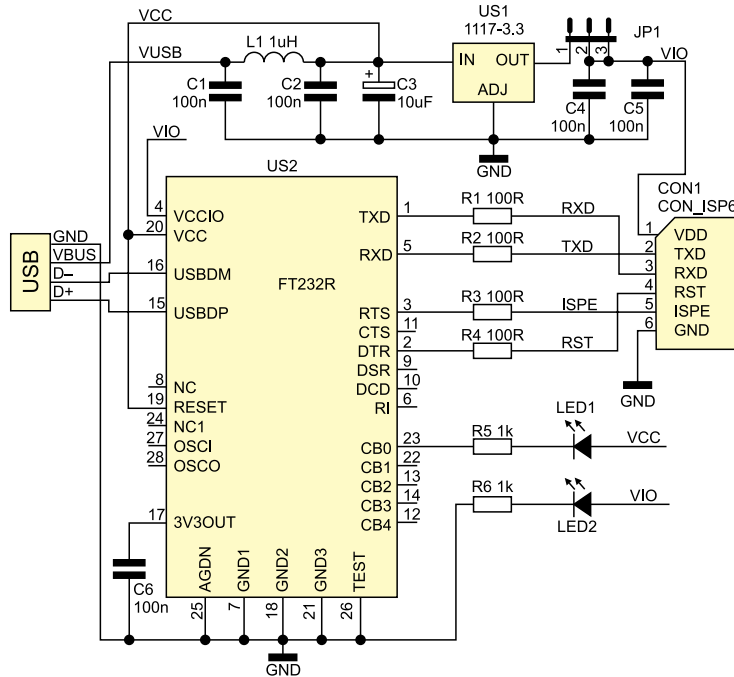 VCC
US1
1117-3.3
JP1
VUSB
L1 1uH
IN OUT
ADJ
1
2
3
VIO
C1
100n
C2
100n
+
C3
10uF
C4
100n
C5
100n
GND
VIO
US2
FT232R
USB
GND
VBUS
D–
D+
4 VCCIO
20 VCC
16 USBDM
15 USBDP
8 NC
19 RESET
24 NC1
27 OSCI
28 OSCO
17 3V3OUT
C6
100n
TXD 1
RXD 5
RTS 3
CTS 11
DTR 2
DSR 9
DCD 10
RI 6
CB0 23
CB1 22
CB2 13
CB3 14
CB4 12
AGDN 25
GND1 7
GND2 18
GND3 21
TEST 26
GND
R1 100R RXD
R2 100R TXD
R3 100R ISPE
R4 100R RST
CON1
CON_ISP6
1 VDD
2 TXD
3 RXD
4 RST
5 ISPE
6 GND
GND
R5 1k
LED1
VCC
R6 1k
LED2
VIO